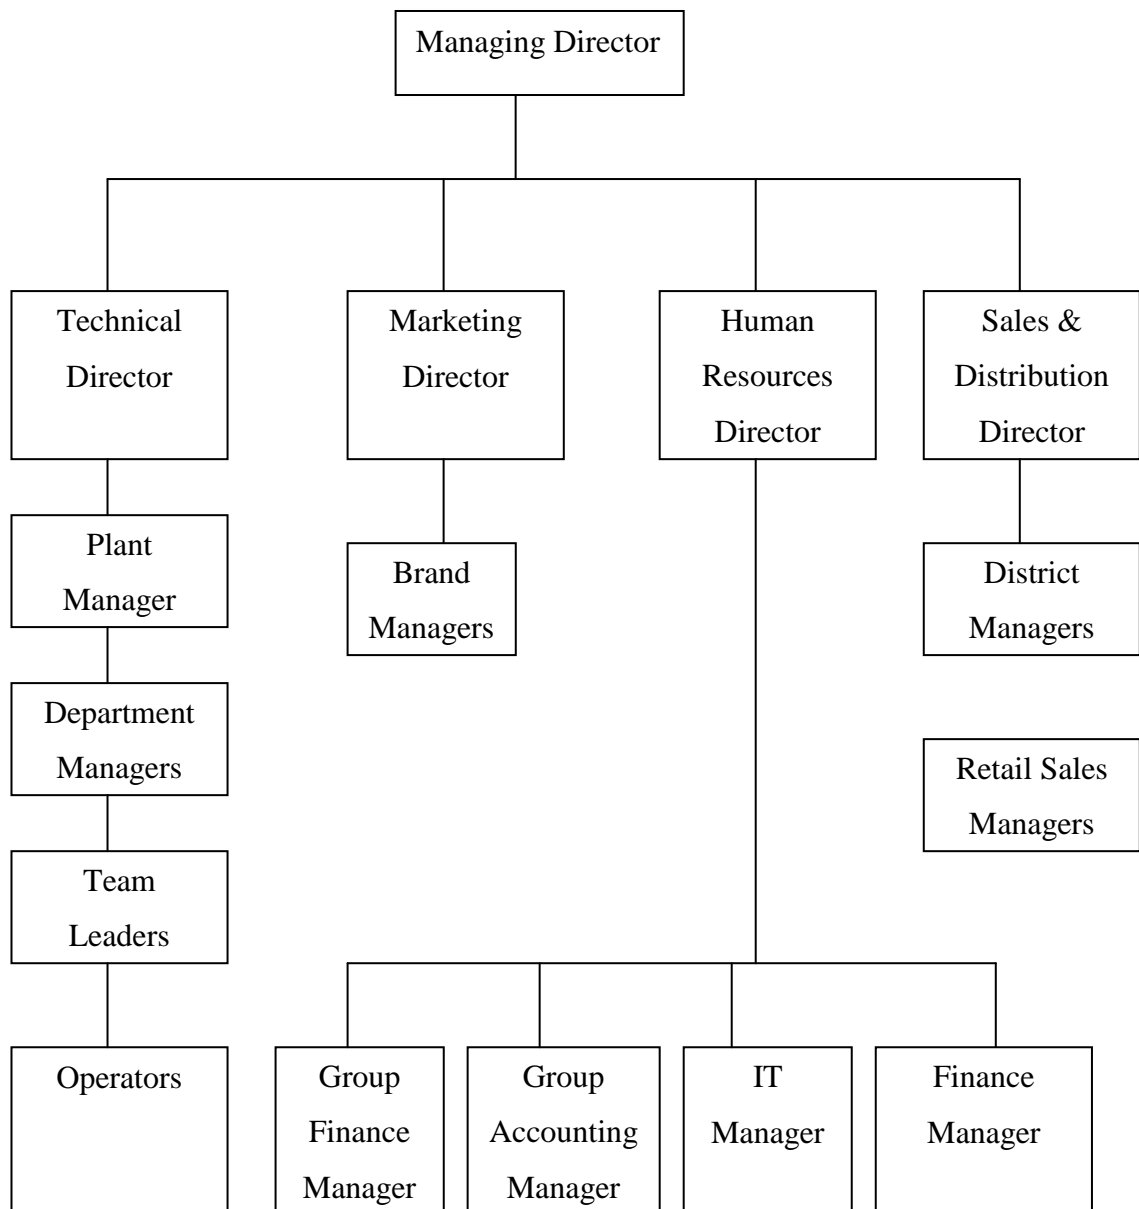 Managing Director
Technical
Director
Marketing
Director
Human
Resources
Director
Sales &
Distribution
Director
Plant
Manager
Brand
Managers
District
Managers
Department
Managers
Retail Sales
Managers
Team
Leaders
Operators
Group
Finance
Manager
Group
Accounting
Manager
IT
Manager
Finance
Manager